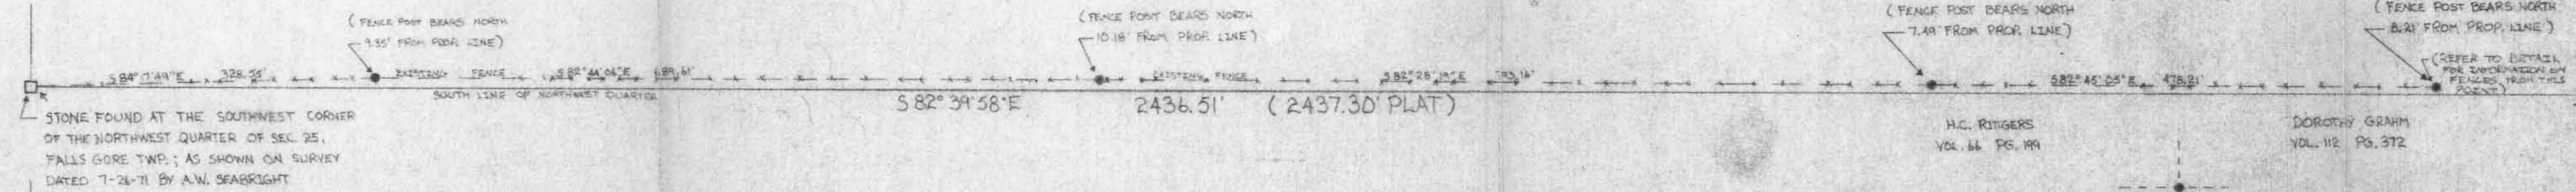 (FENCE POST BEARS NORTH
9.35' FROM PROP. LINE)
(FENCE POST BEARS NORTH
10.18' FROM PROP. LINE)
(FENCE POST BEARS NORTH
7.49' FROM PROP. LINE)
(FENCE POST BEARS NORTH
8.21' FROM PROP. LINE)
(REFER TO DETAIL
FOR INFORMATION ON
FENCES FROM THIS
POINT)
S 84° 7'49"E 328.55'
EXISTING FENCE
S 82° 44' 06"E 689.61'
EXISTING FENCE
S 82° 28' 19"E 793.16'
S 82° 45' 05"E 478.21'
SOUTH LINE OF NORTHWEST QUARTER
S 82° 39' 58"E 2436.51' (2437.30' PLAT)
STONE FOUND AT THE SOUTHWEST CORNER
OF THE NORTHWEST QUARTER OF SEC. 25,
FALLS GORE TWP.; AS SHOWN ON SURVEY
DATED 7-26-71 BY A.W. SEABRIGHT
H.C. RITTGERS
VOL. 66 PG. 199
DOROTHY GRAHM
VOL. 112 PG. 372